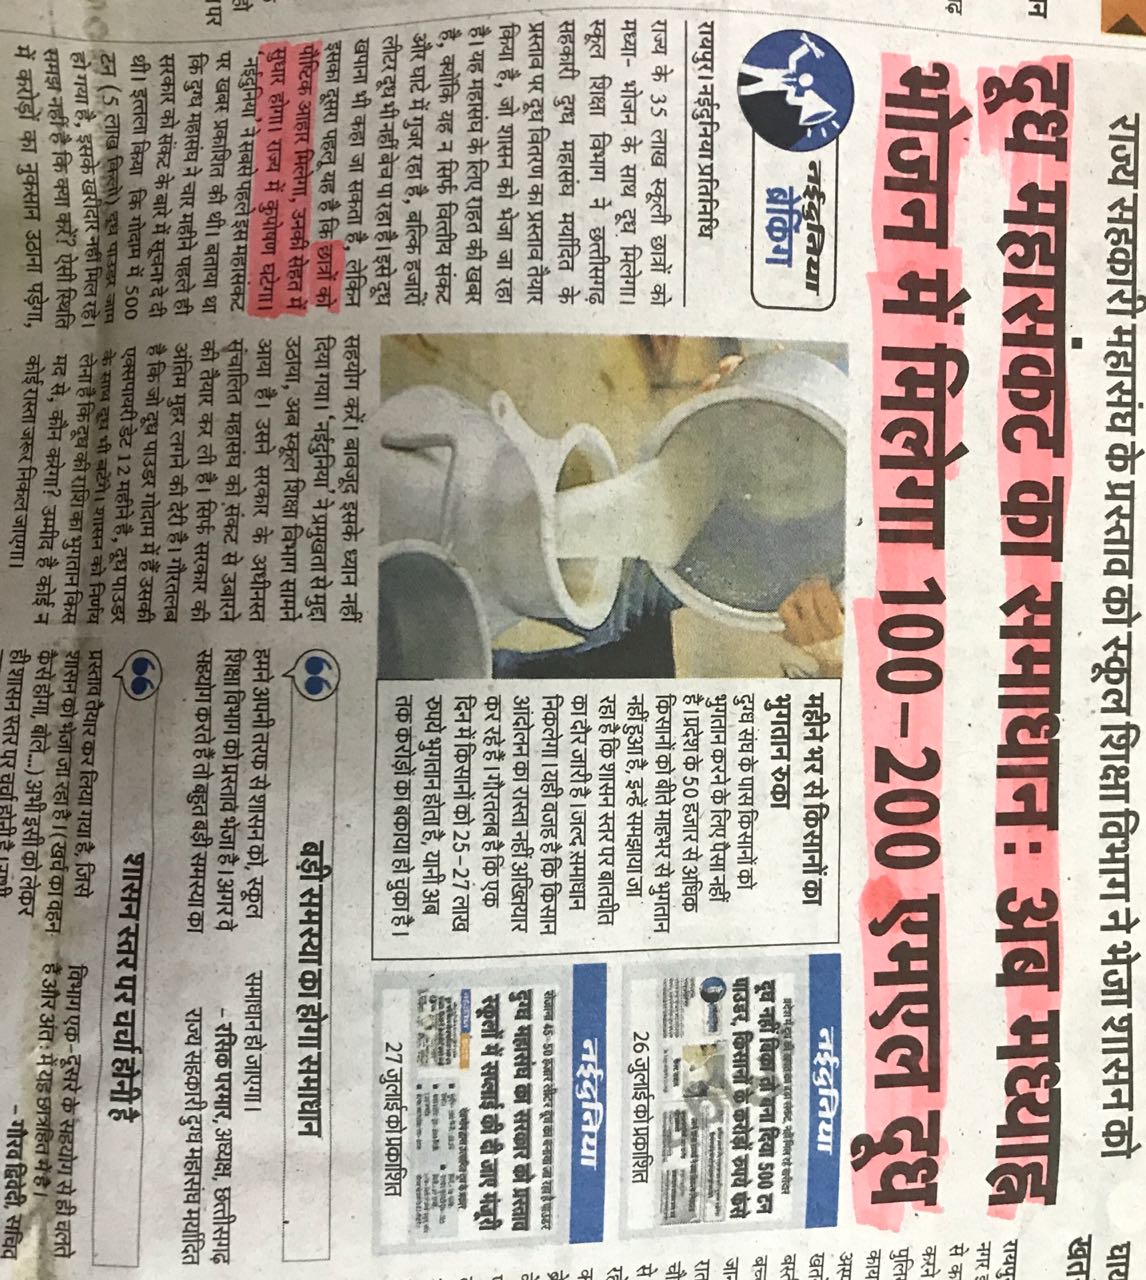 राज्य सहकारी महासंघ के प्रस्ताव को स्कूल शिक्षा विभाग ने भेजा शासन को
दूध महासंकट का समाधान: अब मध्याह्न
भोजन में मिलेगा 100-200 एमएल दूध
नईदुनिया
ब्रेकिंग
रायपुर। नईदुनिया प्रतिनिधि
राज्य के 35 लाख स्कूली छात्रों को
मध्या- भोजन के साथ दूध मिलेगा।
स्कूल शिक्षा विभाग ने छत्तीसगढ़
सहकारी दुग्ध महासंघ मर्यादित के
प्रस्ताव पर दूध वितरण का प्रस्ताव तैयार
किया है, जो शासन को भेजा जा रहा
है। यह महासंघ के लिए राहत की खबर
है, क्योंकि यह न सिर्फ वित्तीय संकट
और घाटे में गुजर रहा है, बल्कि हजारों
लीटर दूध भी नहीं बेच पा रहा है। इसे दूध
खपाना भी कहा जा सकता है, लेकिन
इसका दूसरा पहलू यह है कि छात्रों को
पौष्टिक आहार मिलेगा, उनकी सेहत में
सुधार होगा। राज्य में कुपोषण घटेगा।
'नईदुनिया' ने सबसे पहले इस महासंकट
पर खबर प्रकाशित की थी। बताया था
कि दुग्ध महासंघ ने चार महीने पहले ही
सरकार को संकट के बारे में सूचना दे दी
थी। इत्तला किया कि गोदाम में 500
टन (5 लाख किलो) दूध पाउडर जाम
हो गया है, इसके खरीदार नहीं मिल रहे।
समझ नहीं है कि क्या करें? ऐसी स्थिति
में करोड़ों का नुकसान उठाना पड़ेगा,
सहयोग करें। बावजूद इसके ध्यान नहीं
दिया गया। 'नईदुनिया' ने प्रमुखता से मुद्दा
उठाया, अब स्कूल शिक्षा विभाग सामने
आया है। उसने सरकार के अधीनस्त
संचालित महासंघ को संकट से उबारने
की तैयार कर ली है। सिर्फ सरकार की
अंतिम मुहर लगने की देरी है। गौरतलब
है कि जो दूध पाउडर गोदाम में है उसकी
एक्सपायरी डेट 12 महीने है, दूध पाउडर
के साथ दूध भी बटेंगे। शासन को निर्णय
लेना है कि दूध की राशि का भुगतान किस
मद से, कौन करेगा? उम्मीद है कोई न
कोई रास्ता जरूर निकल जाएगा।
महीने भर से किसानों का
भुगतान रुका
दुग्ध संघ के पास किसानों को
भुगतान करने के लिए पैसा नहीं
है। प्रदेश के 50 हजार से अधिक
किसानों को बीते माहभर से भुगतान
नहीं हुआ है, इन्हें समझाया जा
रहा है कि शासन स्तर पर बातचीत
का दौर जारी है। जल्द समाधान
निकलेगा। यही वजह है कि किसान
आंदोलन का रास्ता नहीं अख्तियार
कर रहे हैं। गौरतलब है कि एक
दिन में किसानों को 25-27 लाख
रुपये भुगतान होता है, यानी अब
तक करोड़ों का बकाया हो चुका है।
नईदुनिया
दूध नहीं बिका तो बना दिया 500 टन
पाउडर, किसानों के करोड़ों रुपये फंसे
26 जुलाई को प्रकाशित
नईदुनिया
दुग्ध महासंघ का सरकार को प्रस्ताव
स्कूलों में सप्लाई की दी जाए मंजूरी
27 जुलाई को प्रकाशित
बड़ी समस्या का होगा समाधान
हमने अपनी तरफ से शासन को, स्कूल
शिक्षा विभाग को प्रस्ताव भेजा है। अगर वे
सहयोग करते हैं तो बहुत बड़ी समस्या का
समाधान हो जाएगा।
- रसिक परमार, अध्यक्ष, छत्तीसगढ़
राज्य सहकारी दुग्ध महासंघ मर्यादित
शासन स्तर पर चर्चा होनी है
प्रस्ताव तैयार कर लिया गया है, जिसे
शासन को भेजा जा रहा है। (खर्च का वहन
कैसे होगा, बोले...) अभी इसी को लेकर
ही शासन स्तर पर चर्चा होनी है।
विभाग एक-दूसरे के सहयोग से ही चलते
हैं और अंत में यह छात्रहित में है।
- गौरव द्विवेदी, सचिव